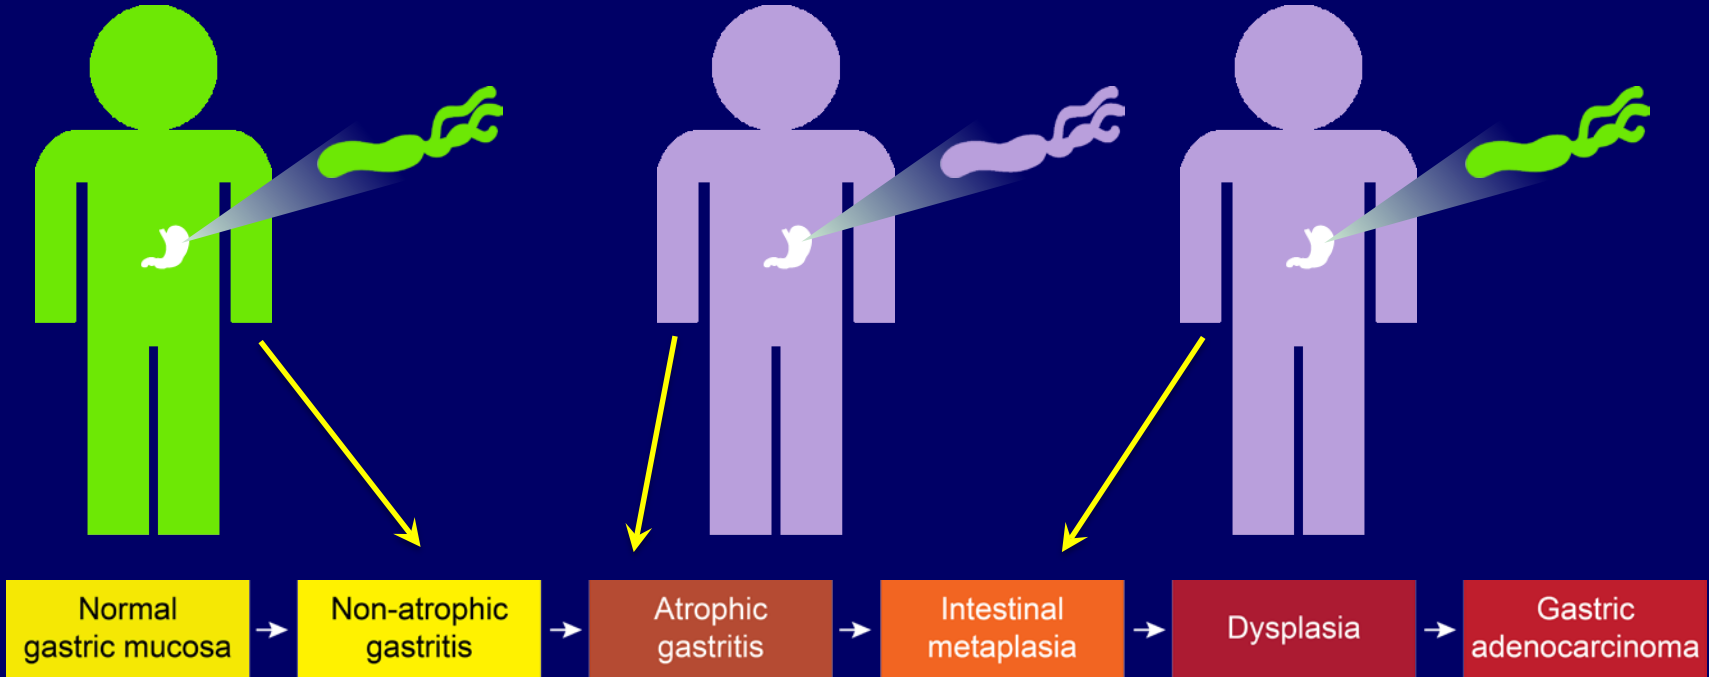 Normal
gastric mucosa
Non-atrophic
gastritis
Atrophic
gastritis
Intestinal
metaplasia
Dysplasia
Gastric
adenocarcinoma